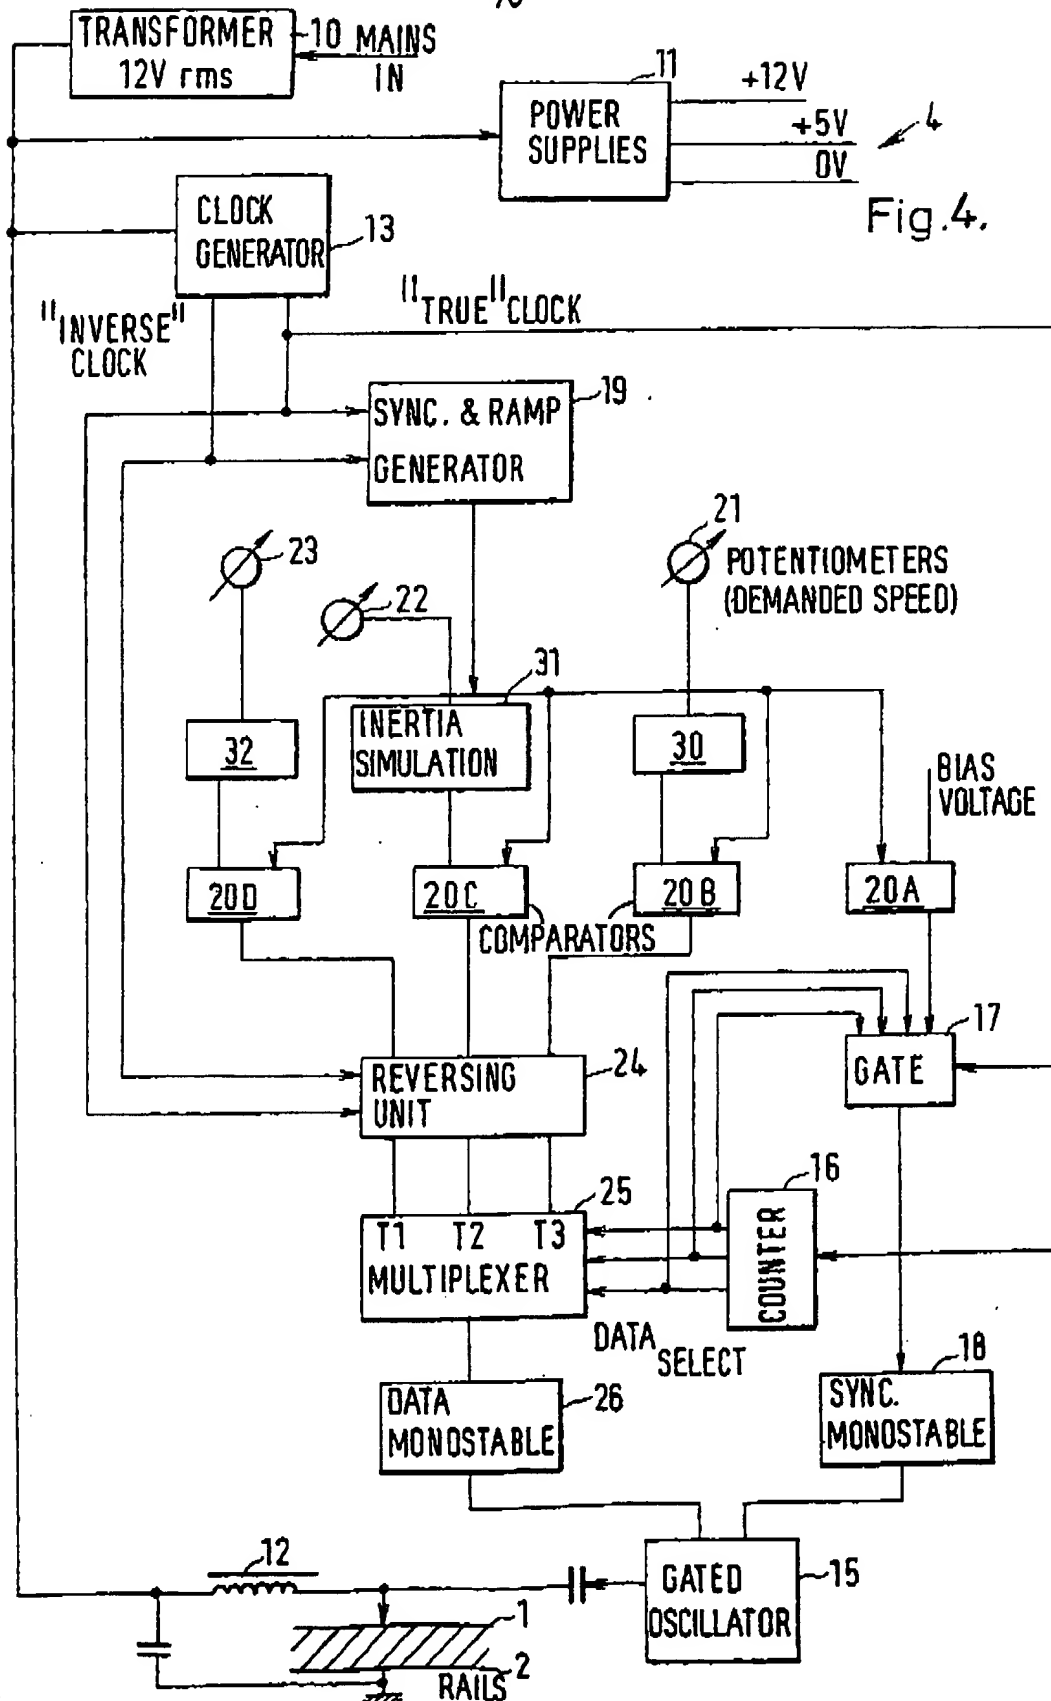 TRANSFORMER
12V rms
10
MAINS
IN
11
POWER
SUPPLIES
+12V
+5V
0V
4
Fig.4.
CLOCK
GENERATOR
13
"INVERSE"
CLOCK
"TRUE" CLOCK
SYNC. & RAMP
GENERATOR
19
23
22
21
POTENTIOMETERS
(DEMANDED SPEED)
31
INERTIA
SIMULATION
32
30
BIAS
VOLTAGE
20D
20C
20B
20A
COMPARATORS
17
GATE
REVERSING
UNIT
24
16
COUNTER
25
T1 T2 T3
MULTIPLEXER
DATA
SELECT
18
SYNC.
MONOSTABLE
DATA
MONOSTABLE
26
12
GATED
OSCILLATOR
15
1
2
RAILS